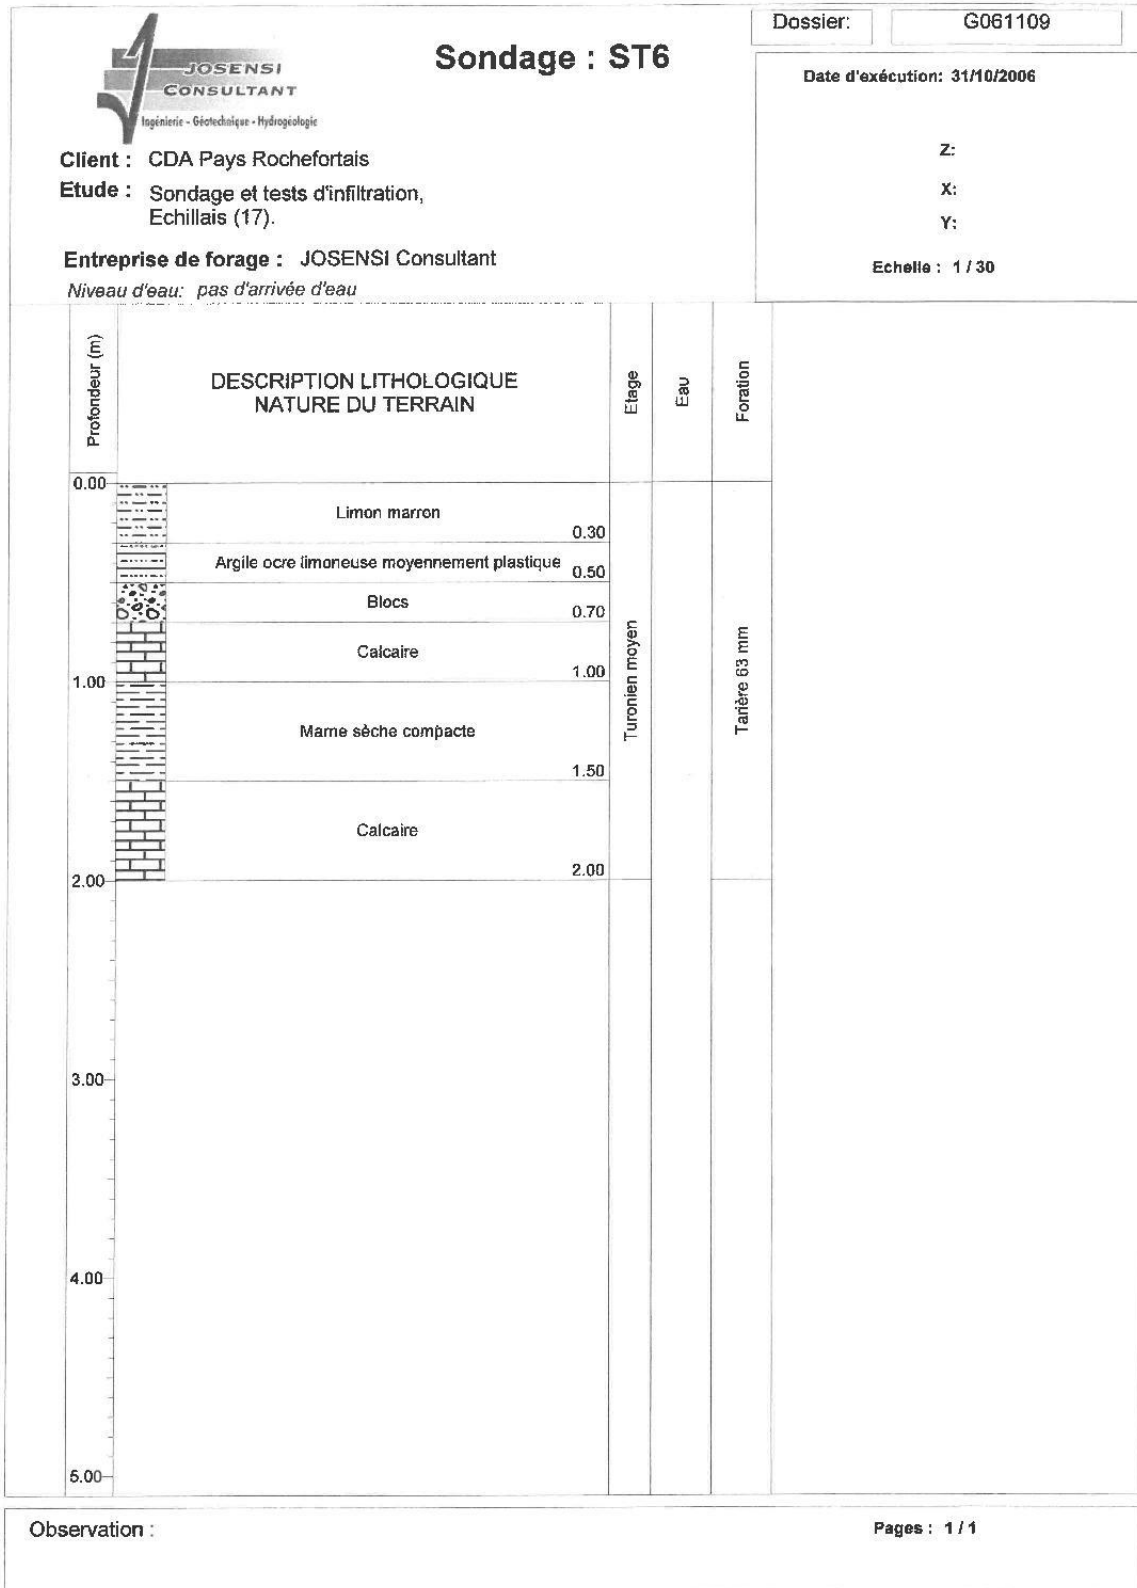 JOSENSI
CONSULTANT
Ingénierie - Géotechnique - Hydrogéologie
Sondage : ST6
Dossier:
G061109
Date d'exécution: 31/10/2006
Z:
X:
Y:
Echelle : 1 / 30
Client : CDA Pays Rochefortais
Etude : Sondage et tests d'infiltration,
Echillais (17).
Entreprise de forage : JOSENSI Consultant
Niveau d'eau: pas d'arrivée d'eau
Profondeur (m)
DESCRIPTION LITHOLOGIQUE
NATURE DU TERRAIN
Etage
Eau
Foration
0.00
Limon marron
0.30
Argile ocre limoneuse moyennement plastique
0.50
Blocs
0.70
Calcaire
1.00
1.00
Marne sèche compacte
1.50
Calcaire
2.00
2.00
Turonien moyen
Tarière 63 mm
3.00
4.00
5.00
Observation :
Pages : 1 / 1